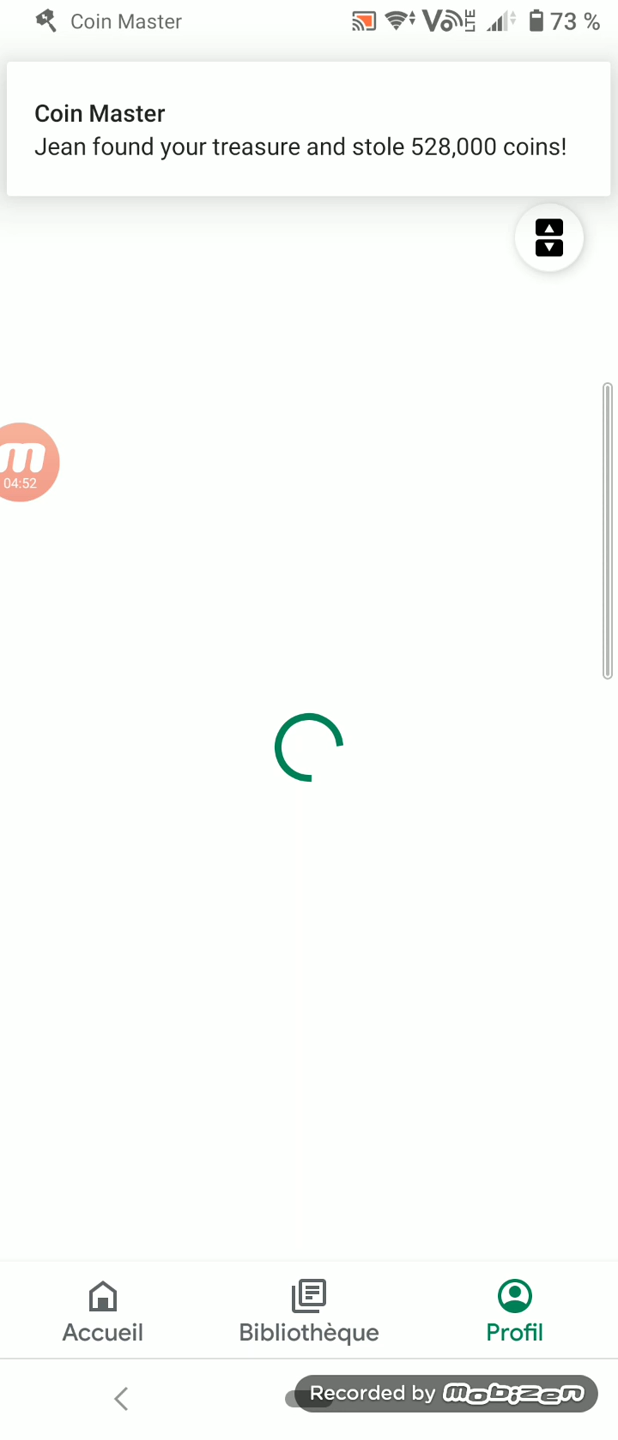 Coin Master
VoLTE
73 %
Coin Master
Jean found your treasure and stole 528,000 coins!
m
04:52
Accueil
Bibliothèque
Profil
Recorded by mobizen